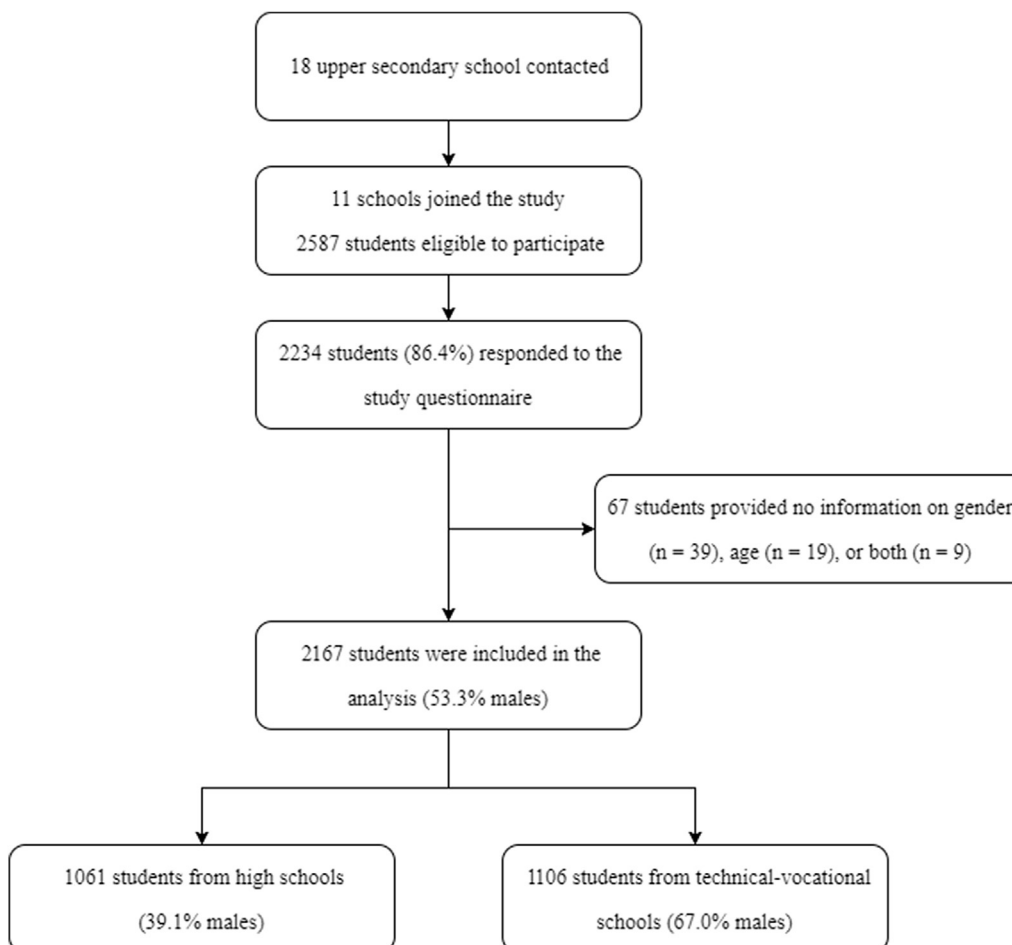 18 upper secondary school contacted
11 schools joined the study
2587 students eligible to participate
2234 students (86.4%) responded to the
study questionnaire
67 students provided no information on gender
(n = 39), age (n = 19), or both (n = 9)
2167 students were included in the
analysis (53.3% males)
1061 students from high schools
(39.1% males)
1106 students from technical-vocational
schools (67.0% males)